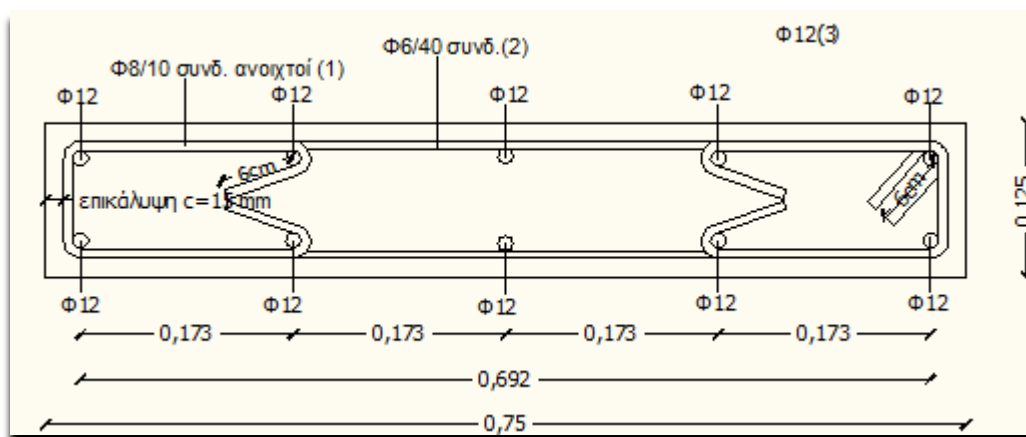 Φ12(3)
Φ6/40 συνδ.(2)
Φ8/10 συνδ. ανοιχτοί (1)
Φ12 Φ12 Φ12 Φ12 Φ12
6cm
6cm
επικάλυψη c=15 mm
0,125
Φ12 Φ12 Φ12 Φ12 Φ12
0,173 0,173 0,173 0,173
0,692
0,75